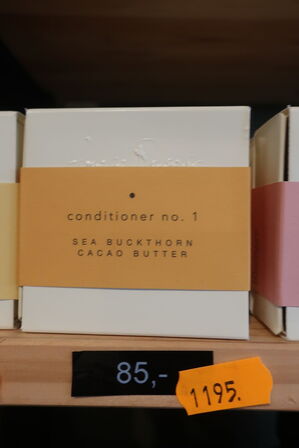 conditioner no. 1
SEA BUCKTHORN
CACAO BUTTER
85,-
1195.